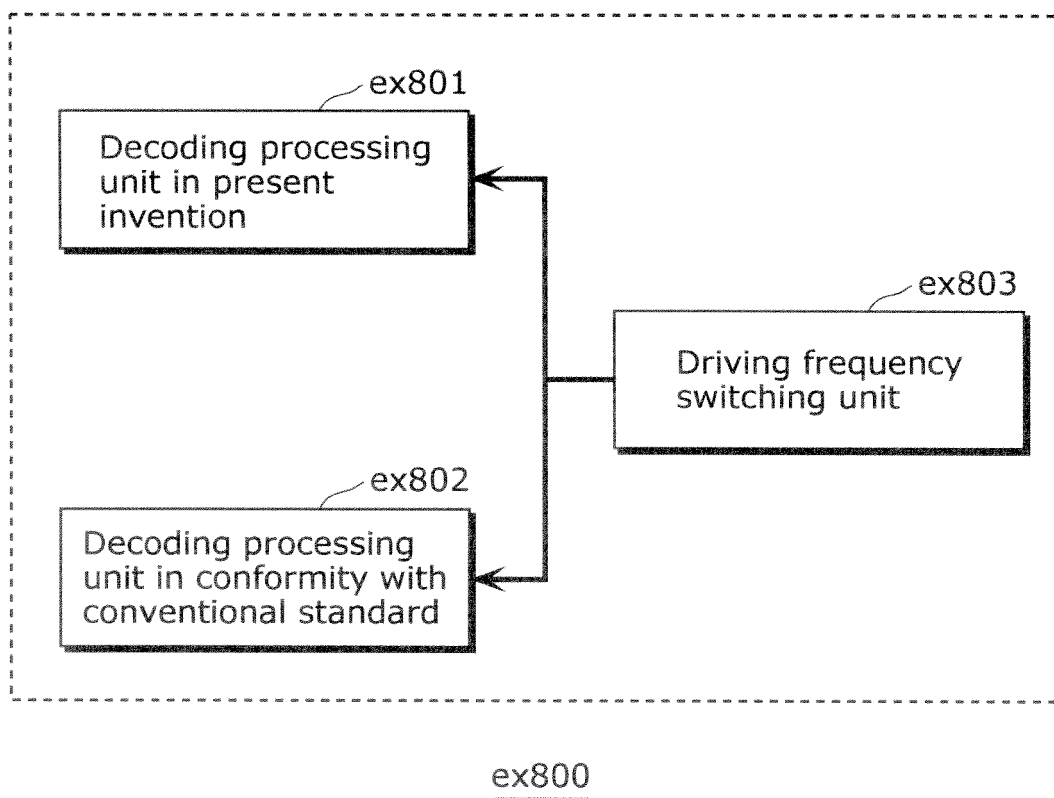 ex801
Decoding processing
unit in present
invention
ex803
Driving frequency
switching unit
ex802
Decoding processing
unit in conformity with
conventional standard
ex800